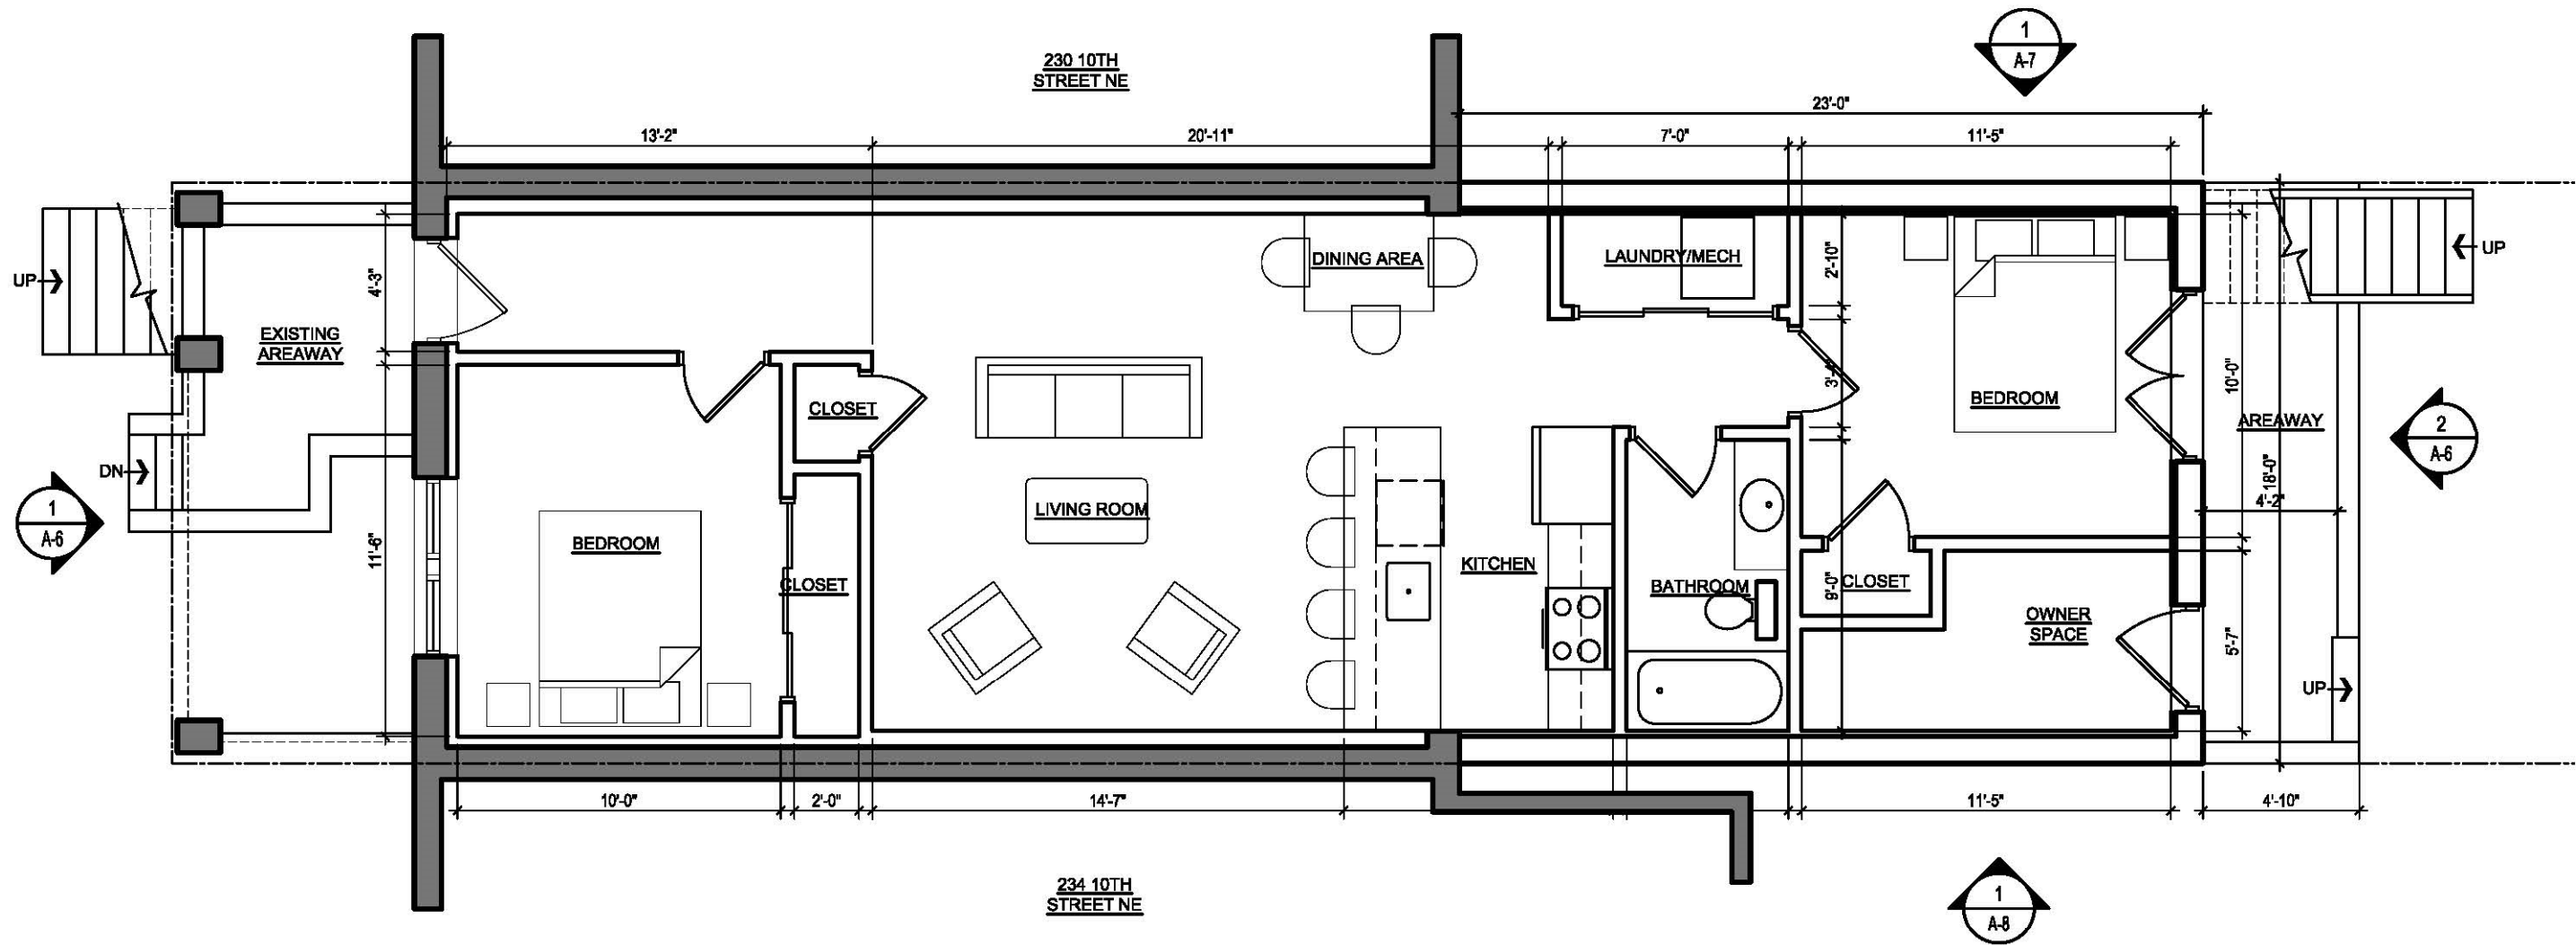 230 10TH
STREET NE
1
A-7
23'-0"
13'-2"
20'-11"
7'-0"
11'-5"
UP
EXISTING
AREAWAY
4'-3"
DINING AREA
LAUNDRY/MECH
2'-10"
UP
CLOSET
BEDROOM
10'-0"
AREAWAY
2
A-6
DN
1
A-6
11'-6"
BEDROOM
LIVING ROOM
18'-0"
4'-2"
CLOSET
KITCHEN
BATHROOM
9'-0"
CLOSET
OWNER
SPACE
5'-7"
UP
10'-0"
2'-0"
14'-7"
11'-5"
4'-10"
234 10TH
STREET NE
1
A-8